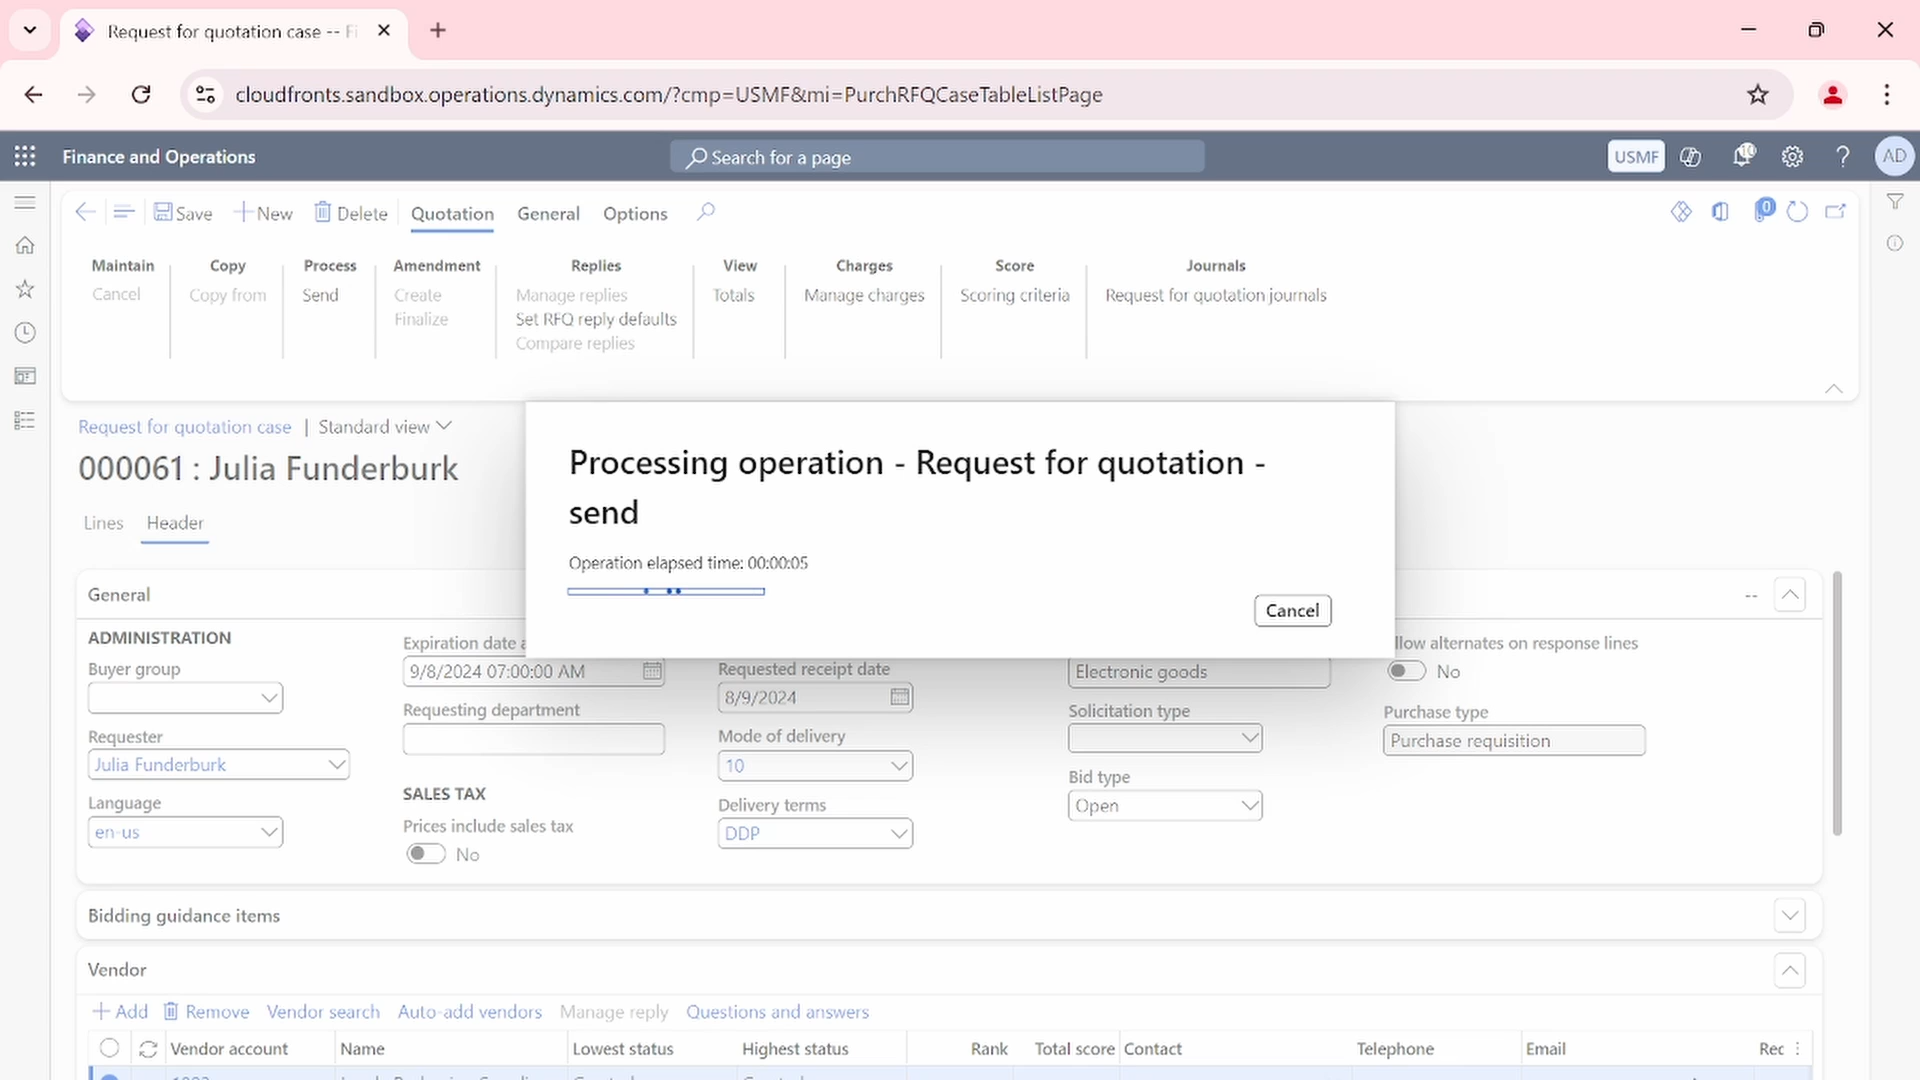 Request for quotation case -- Fi
cloudfronts.sandbox.operations.dynamics.com/?cmp=USMF&mi=PurchRFQCaseTableListPage
Finance and Operations
Search for a page
USMF
10
AD
Save
New
Delete
Quotation
General
Options
0
Maintain
Copy
Process
Amendment
Replies
View
Charges
Score
Journals
Cancel
Copy from
Send
Create
Manage replies
Totals
Manage charges
Scoring criteria
Request for quotation journals
Finalize
Set RFQ reply defaults
Compare replies
Request for quotation case | Standard view
000061 : Julia Funderburk
Lines
Header
Processing operation - Request for quotation -
send
Operation elapsed time: 00:00:05
Cancel
General
--
ADMINISTRATION
Buyer group
Requester
Julia Funderburk
Language
en-us
Expiration date a
9/8/2024 07:00:00 AM
Requesting department
SALES TAX
Prices include sales tax
No
Requested receipt date
8/9/2024
Mode of delivery
10
Delivery terms
DDP
Electronic goods
Solicitation type
Bid type
Open
llow alternates on response lines
No
Purchase type
Purchase requisition
Bidding guidance items
Vendor
Add
Remove
Vendor search
Auto-add vendors
Manage reply
Questions and answers
Vendor account
Name
Lowest status
Highest status
Rank
Total score
Contact
Telephone
Email
Rec